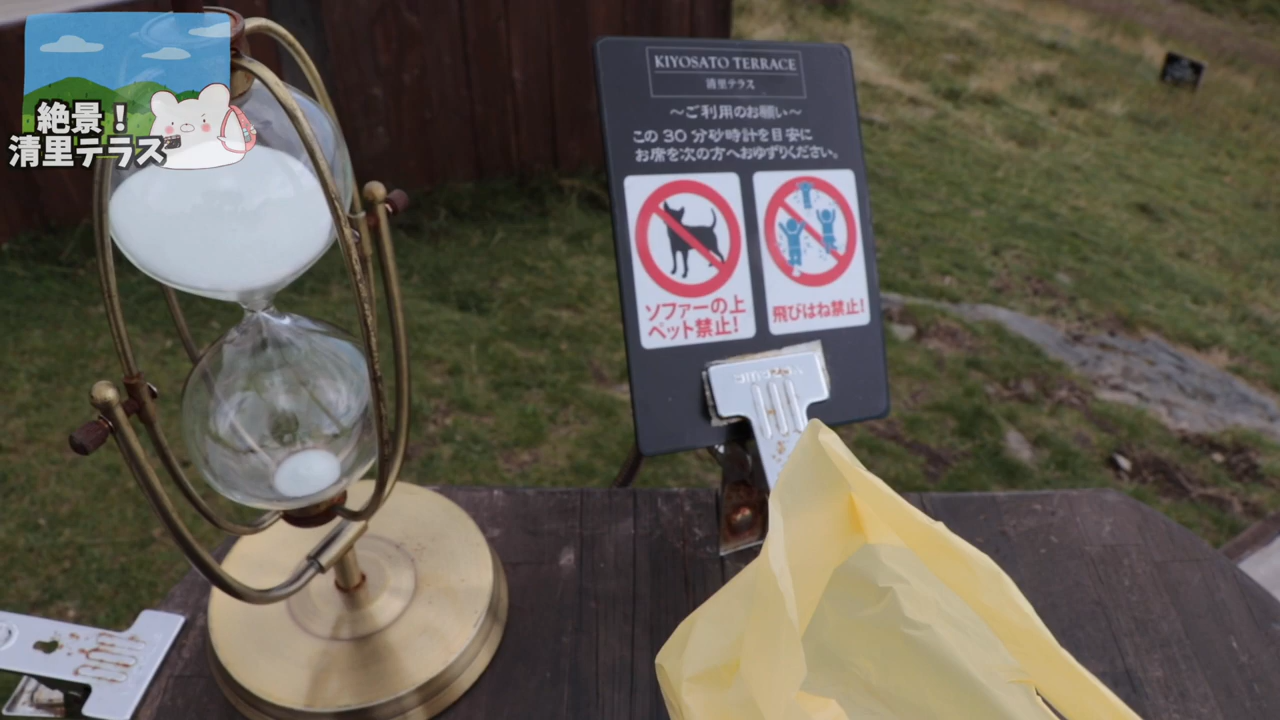 絶景！
清里テラス
KIYOSATO TERRACE
清里テラス
～ご利用のお願い～
この 30 分砂時計を目安に
お席を次の方へおゆずりください。
ソファーの上
ペット禁止!
飛びはね禁止!